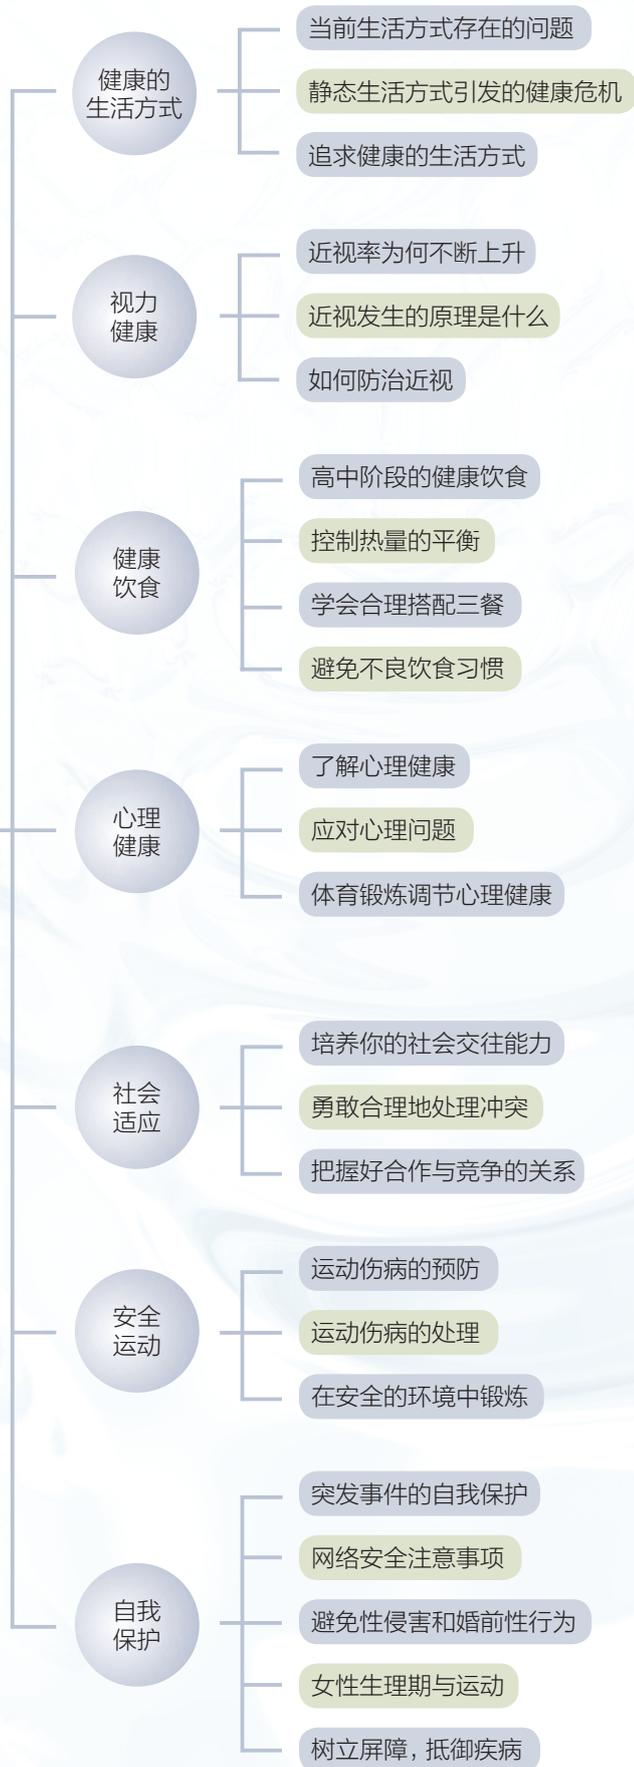 健康的
生活方式
当前生活方式存在的问题
静态生活方式引发的健康危机
追求健康的生活方式
视力
健康
近视率为何不断上升
近视发生的原理是什么
如何防治近视
健康
饮食
高中阶段的健康饮食
控制热量的平衡
学会合理搭配三餐
避免不良饮食习惯
心理
健康
了解心理健康
应对心理问题
体育锻炼调节心理健康
社会
适应
培养你的社会交往能力
勇敢合理地处理冲突
把握好合作与竞争的关系
安全
运动
运动伤病的预防
运动伤病的处理
在安全的环境中锻炼
自我
保护
突发事件的自我保护
网络安全注意事项
避免性侵害和婚前性行为
女性生理期与运动
树立屏障，抵御疾病